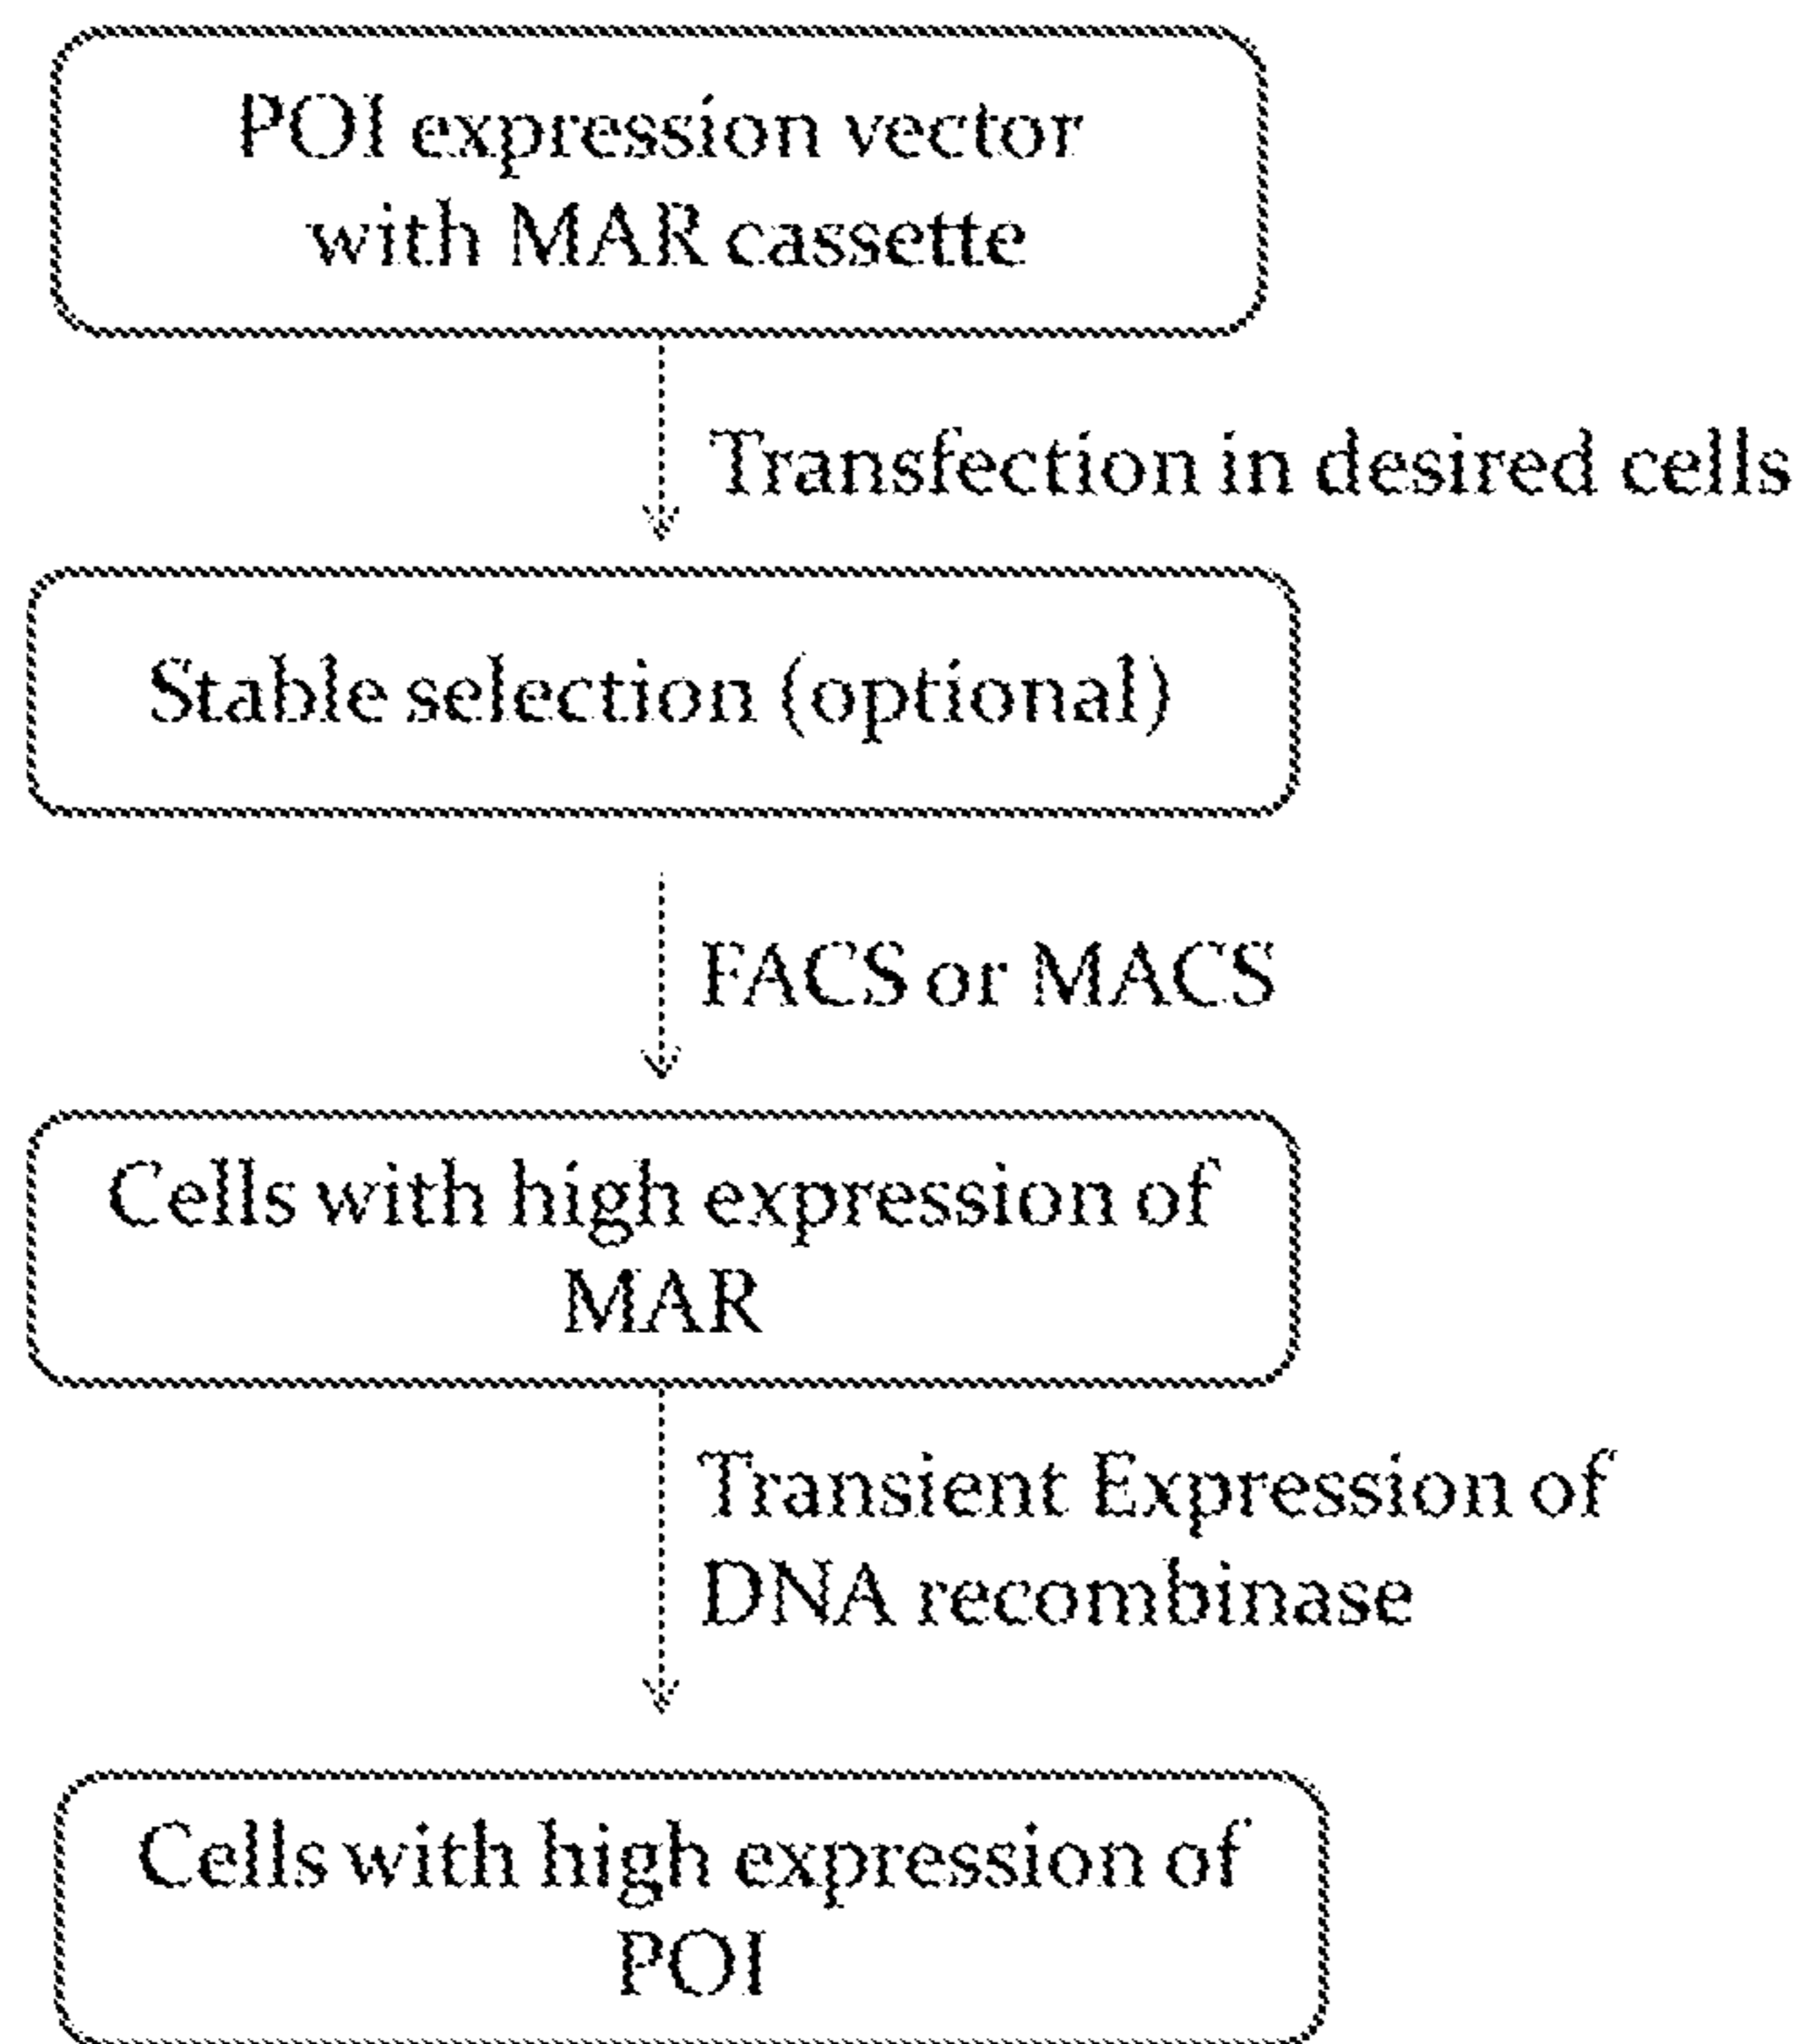 POI expression vector
with MAR cassette
Transfection in desired cells
Stable selection (optional)
FACS or MACS
Cells with high expression of
MAR
Transient Expression of
DNA recombinase
Cells with high expression of
POI